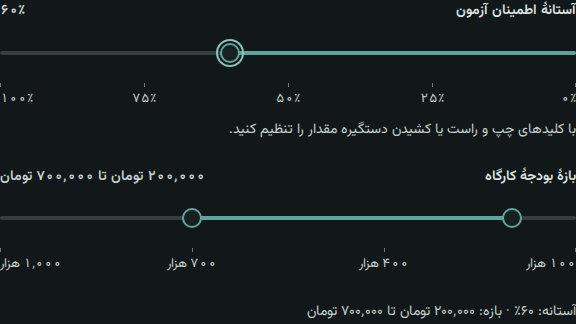 آستانهٔ اطمینان آزمون ۶۰٪
۰٪ ۲۵٪ ۵۰٪ ۷۵٪ ۱۰۰٪
با کلیدهای چپ و راست یا کشیدن دستگیره مقدار را تنظیم کنید.
بازهٔ بودجهٔ کارگاه ۲۰۰,۰۰۰ تومان تا ۷۰۰,۰۰۰ تومان
۱۰۰ هزار ۴۰۰ هزار ۷۰۰ هزار ۱,۰۰۰ هزار
آستانه: ۶۰٪ · بازه: ۲۰۰,۰۰۰ تومان تا ۷۰۰,۰۰۰ تومان